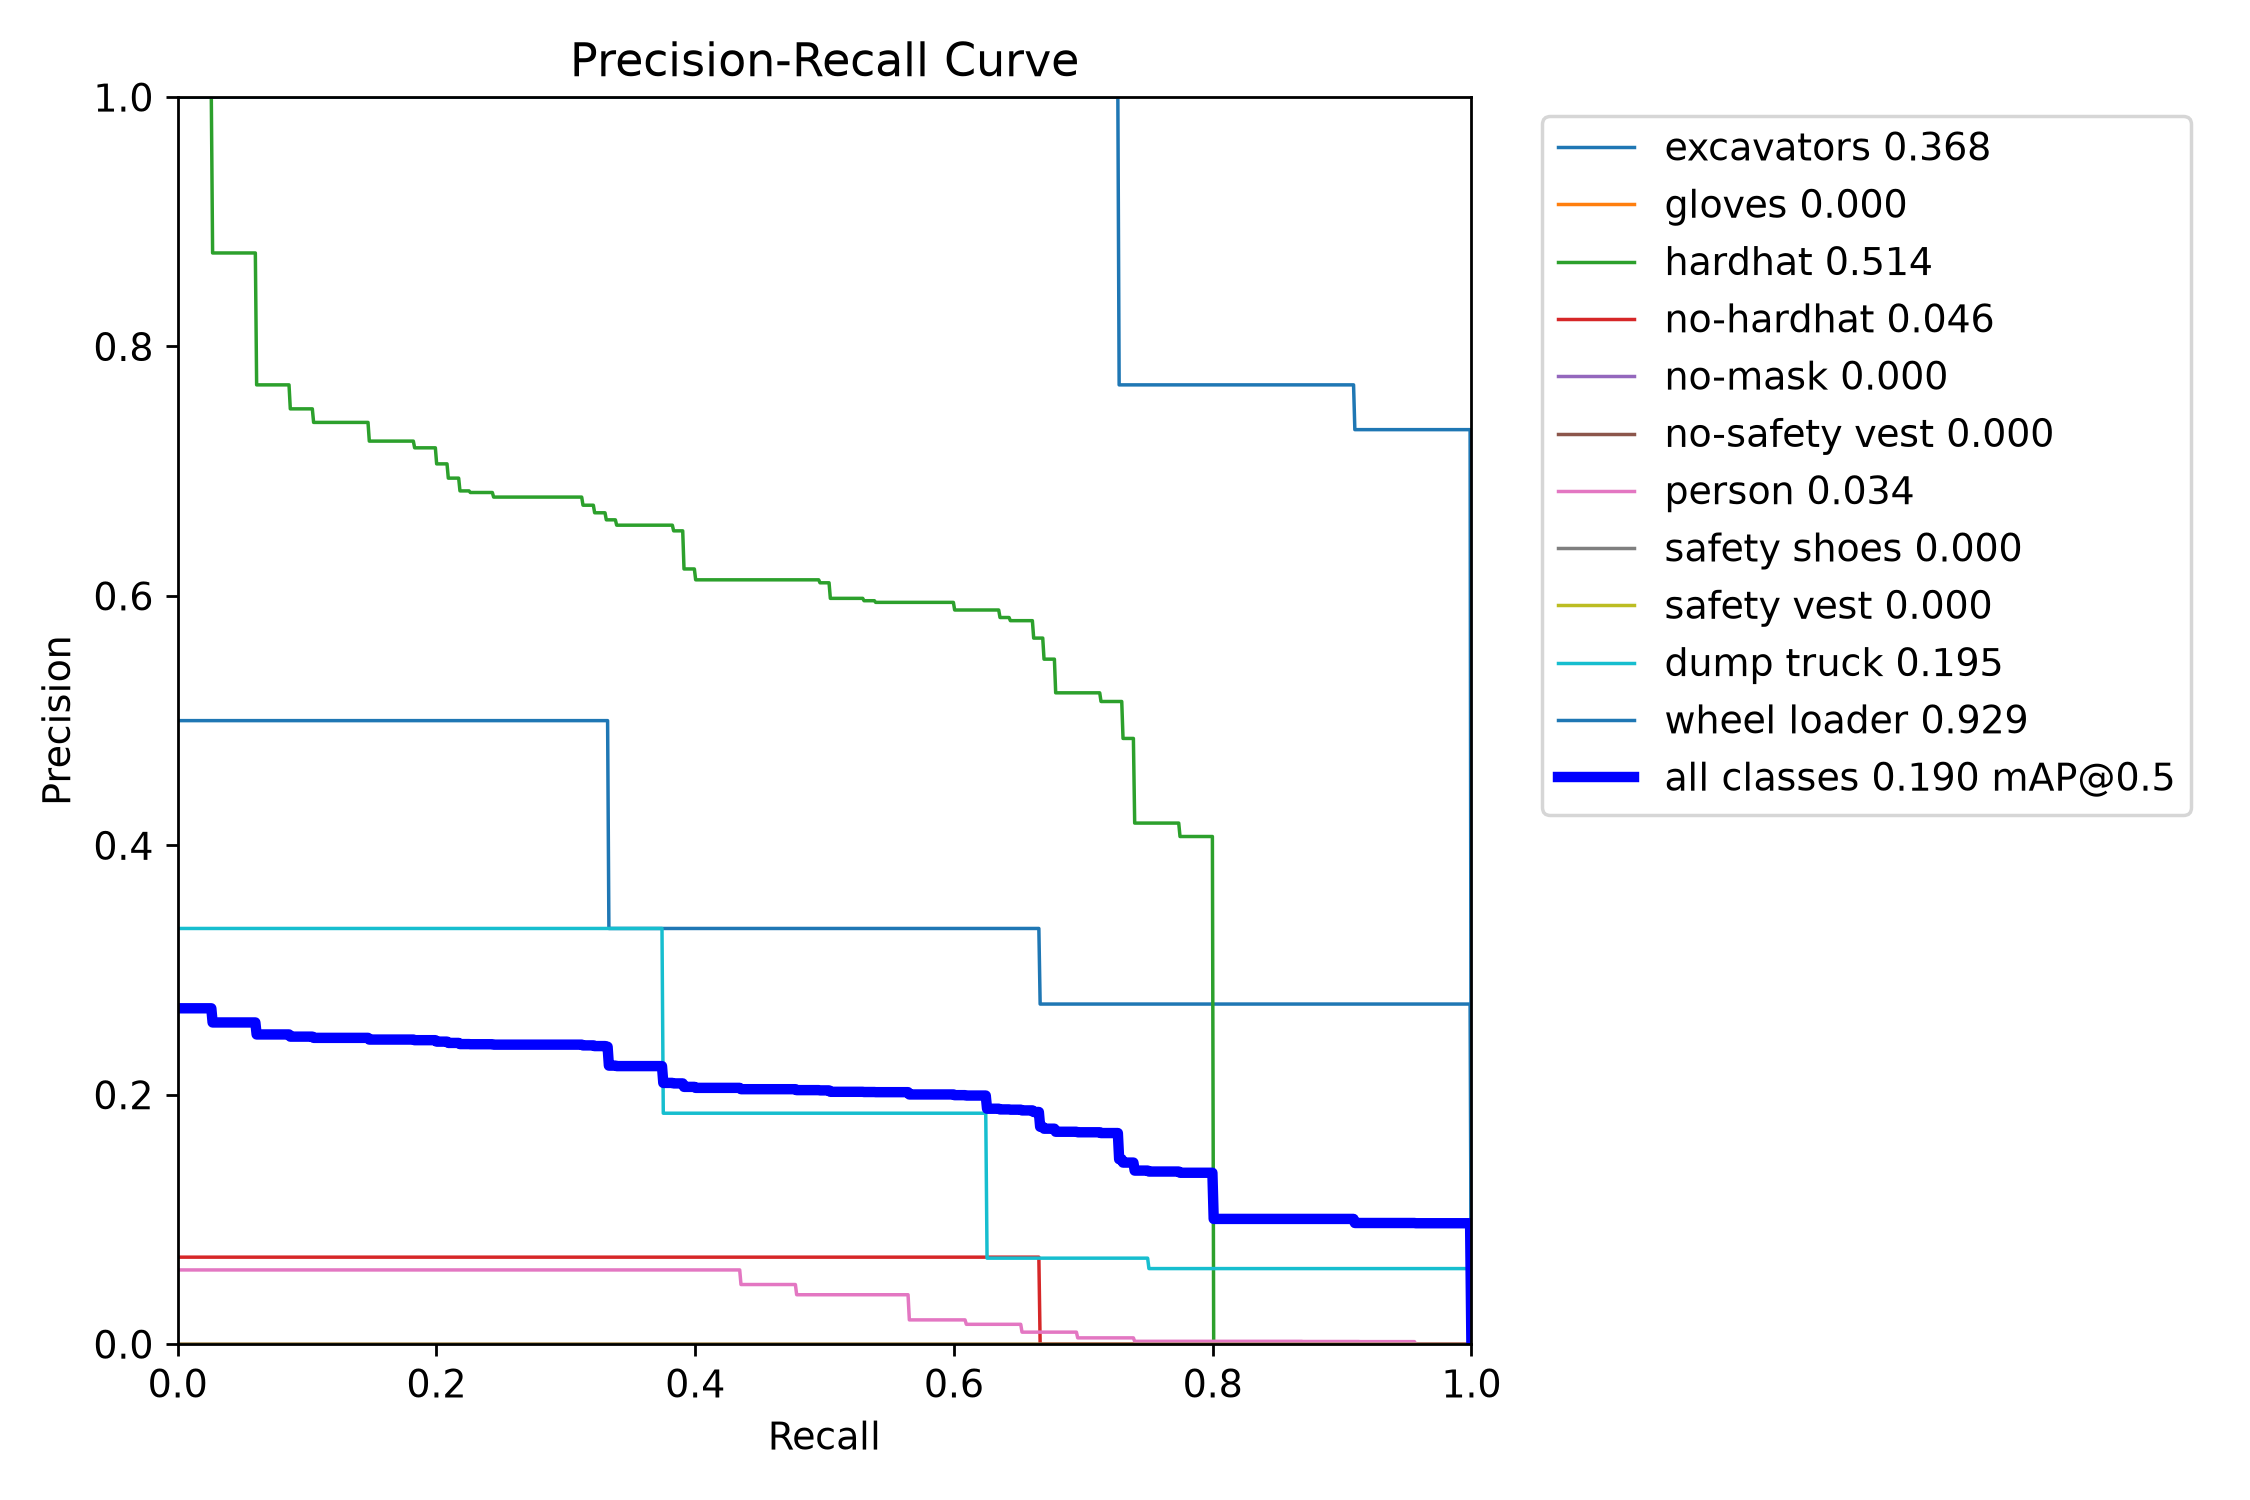 Precision-Recall Curve
1.0
0.8
0.6
0.4
0.2
0.0
Precision
0.0 0.2 0.4 0.6 0.8 1.0
Recall
excavators 0.368
gloves 0.000
hardhat 0.514
no-hardhat 0.046
no-mask 0.000
no-safety vest 0.000
person 0.034
safety shoes 0.000
safety vest 0.000
dump truck 0.195
wheel loader 0.929
all classes 0.190 mAP@0.5